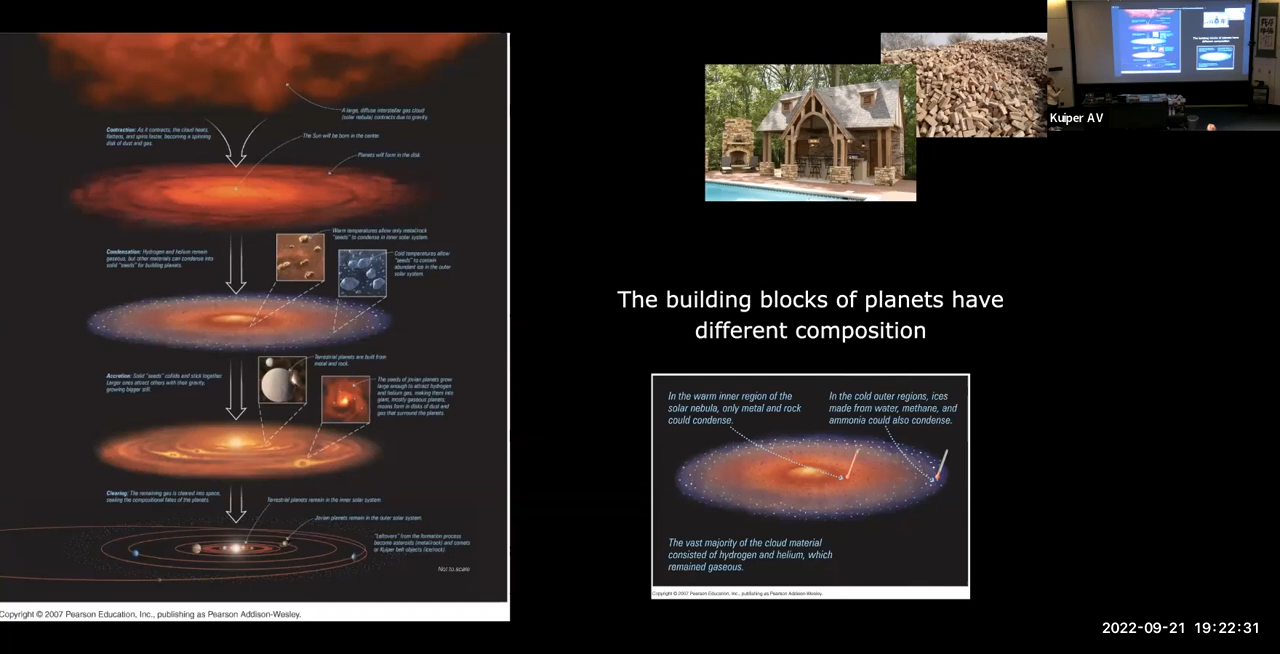 A large, diffuse interstellar gas cloud
(solar nebula) contracts due to gravity.
Contraction: As it contracts, the cloud heats,
flattens, and spins faster, becoming a spinning
disk of dust and gas.
The Sun will be born in the center.
Planets will form in the disk.
Warm temperatures allow only metal/rock
"seeds" to condense in inner solar system.
Condensation: Hydrogen and helium remain
gaseous, but other materials can condense into
solid "seeds" for building planets.
Cold temperatures allow
"seeds" to contain
abundant ice in the outer
solar system.
Terrestrial planets are built from
metal and rock.
Accretion: Solid "seeds" collide and stick together.
Larger ones attract others with their gravity,
growing bigger still.
The seeds of jovian planets grow
large enough to attract hydrogen
and helium gas, making them into
giant, mostly gaseous planets;
moons form in disks of dust and
gas that surround the planets.
Clearing: The remaining gas is cleared into space,
sealing the compositional fates of the planets.
Terrestrial planets remain in the inner solar system.
Jovian planets remain in the outer solar system.
"Leftovers" from the formation process
become asteroids (metal/rock) and comets
or Kuiper belt objects (ice/rock).
Not to scale
Copyright © 2007 Pearson Education, Inc., publishing as Pearson Addison-Wesley.
Kuiper AV
The building blocks of planets have
different composition
In the warm inner region of the
solar nebula, only metal and rock
could condense.
In the cold outer regions, ices
made from water, methane, and
ammonia could also condense.
The vast majority of the cloud material
consisted of hydrogen and helium, which
remained gaseous.
Copyright © 2007 Pearson Education, Inc., publishing as Pearson Addison-Wesley.
2022-09-21 19:22:31